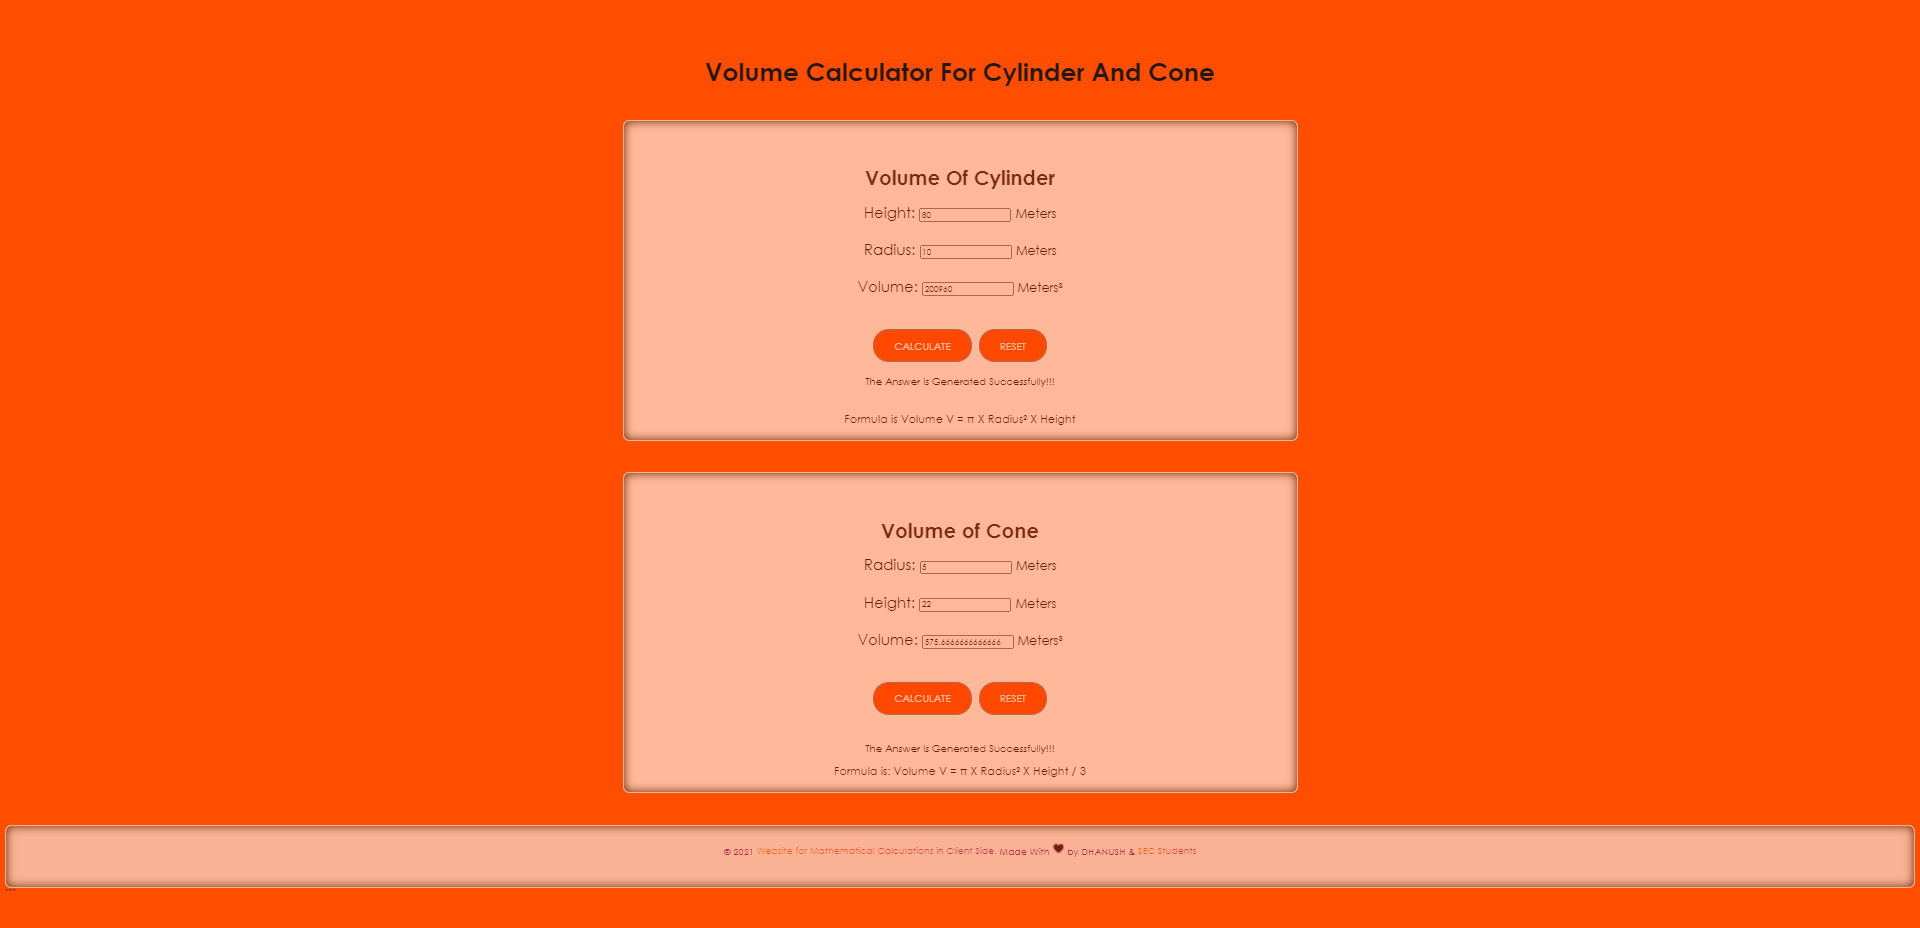 Volume Calculator For Cylinder And Cone
Volume Of Cylinder
Height: 80 Meters
Radius: 10 Meters
Volume: 200960 Meters³
CALCULATE RESET
The Answer Is Generated Successfully!!!
Formula is Volume V = π X Radius² X Height
Volume of Cone
Radius: 5 Meters
Height: 22 Meters
Volume: 575.6666666666666 Meters³
CALCULATE RESET
The Answer Is Generated Successfully!!!
Formula is: Volume V = π X Radius² X Height / 3
© 2021 Website for Mathematical Calculations in Client Side. Made With ♥ by DHANUSH & SEC Students
...